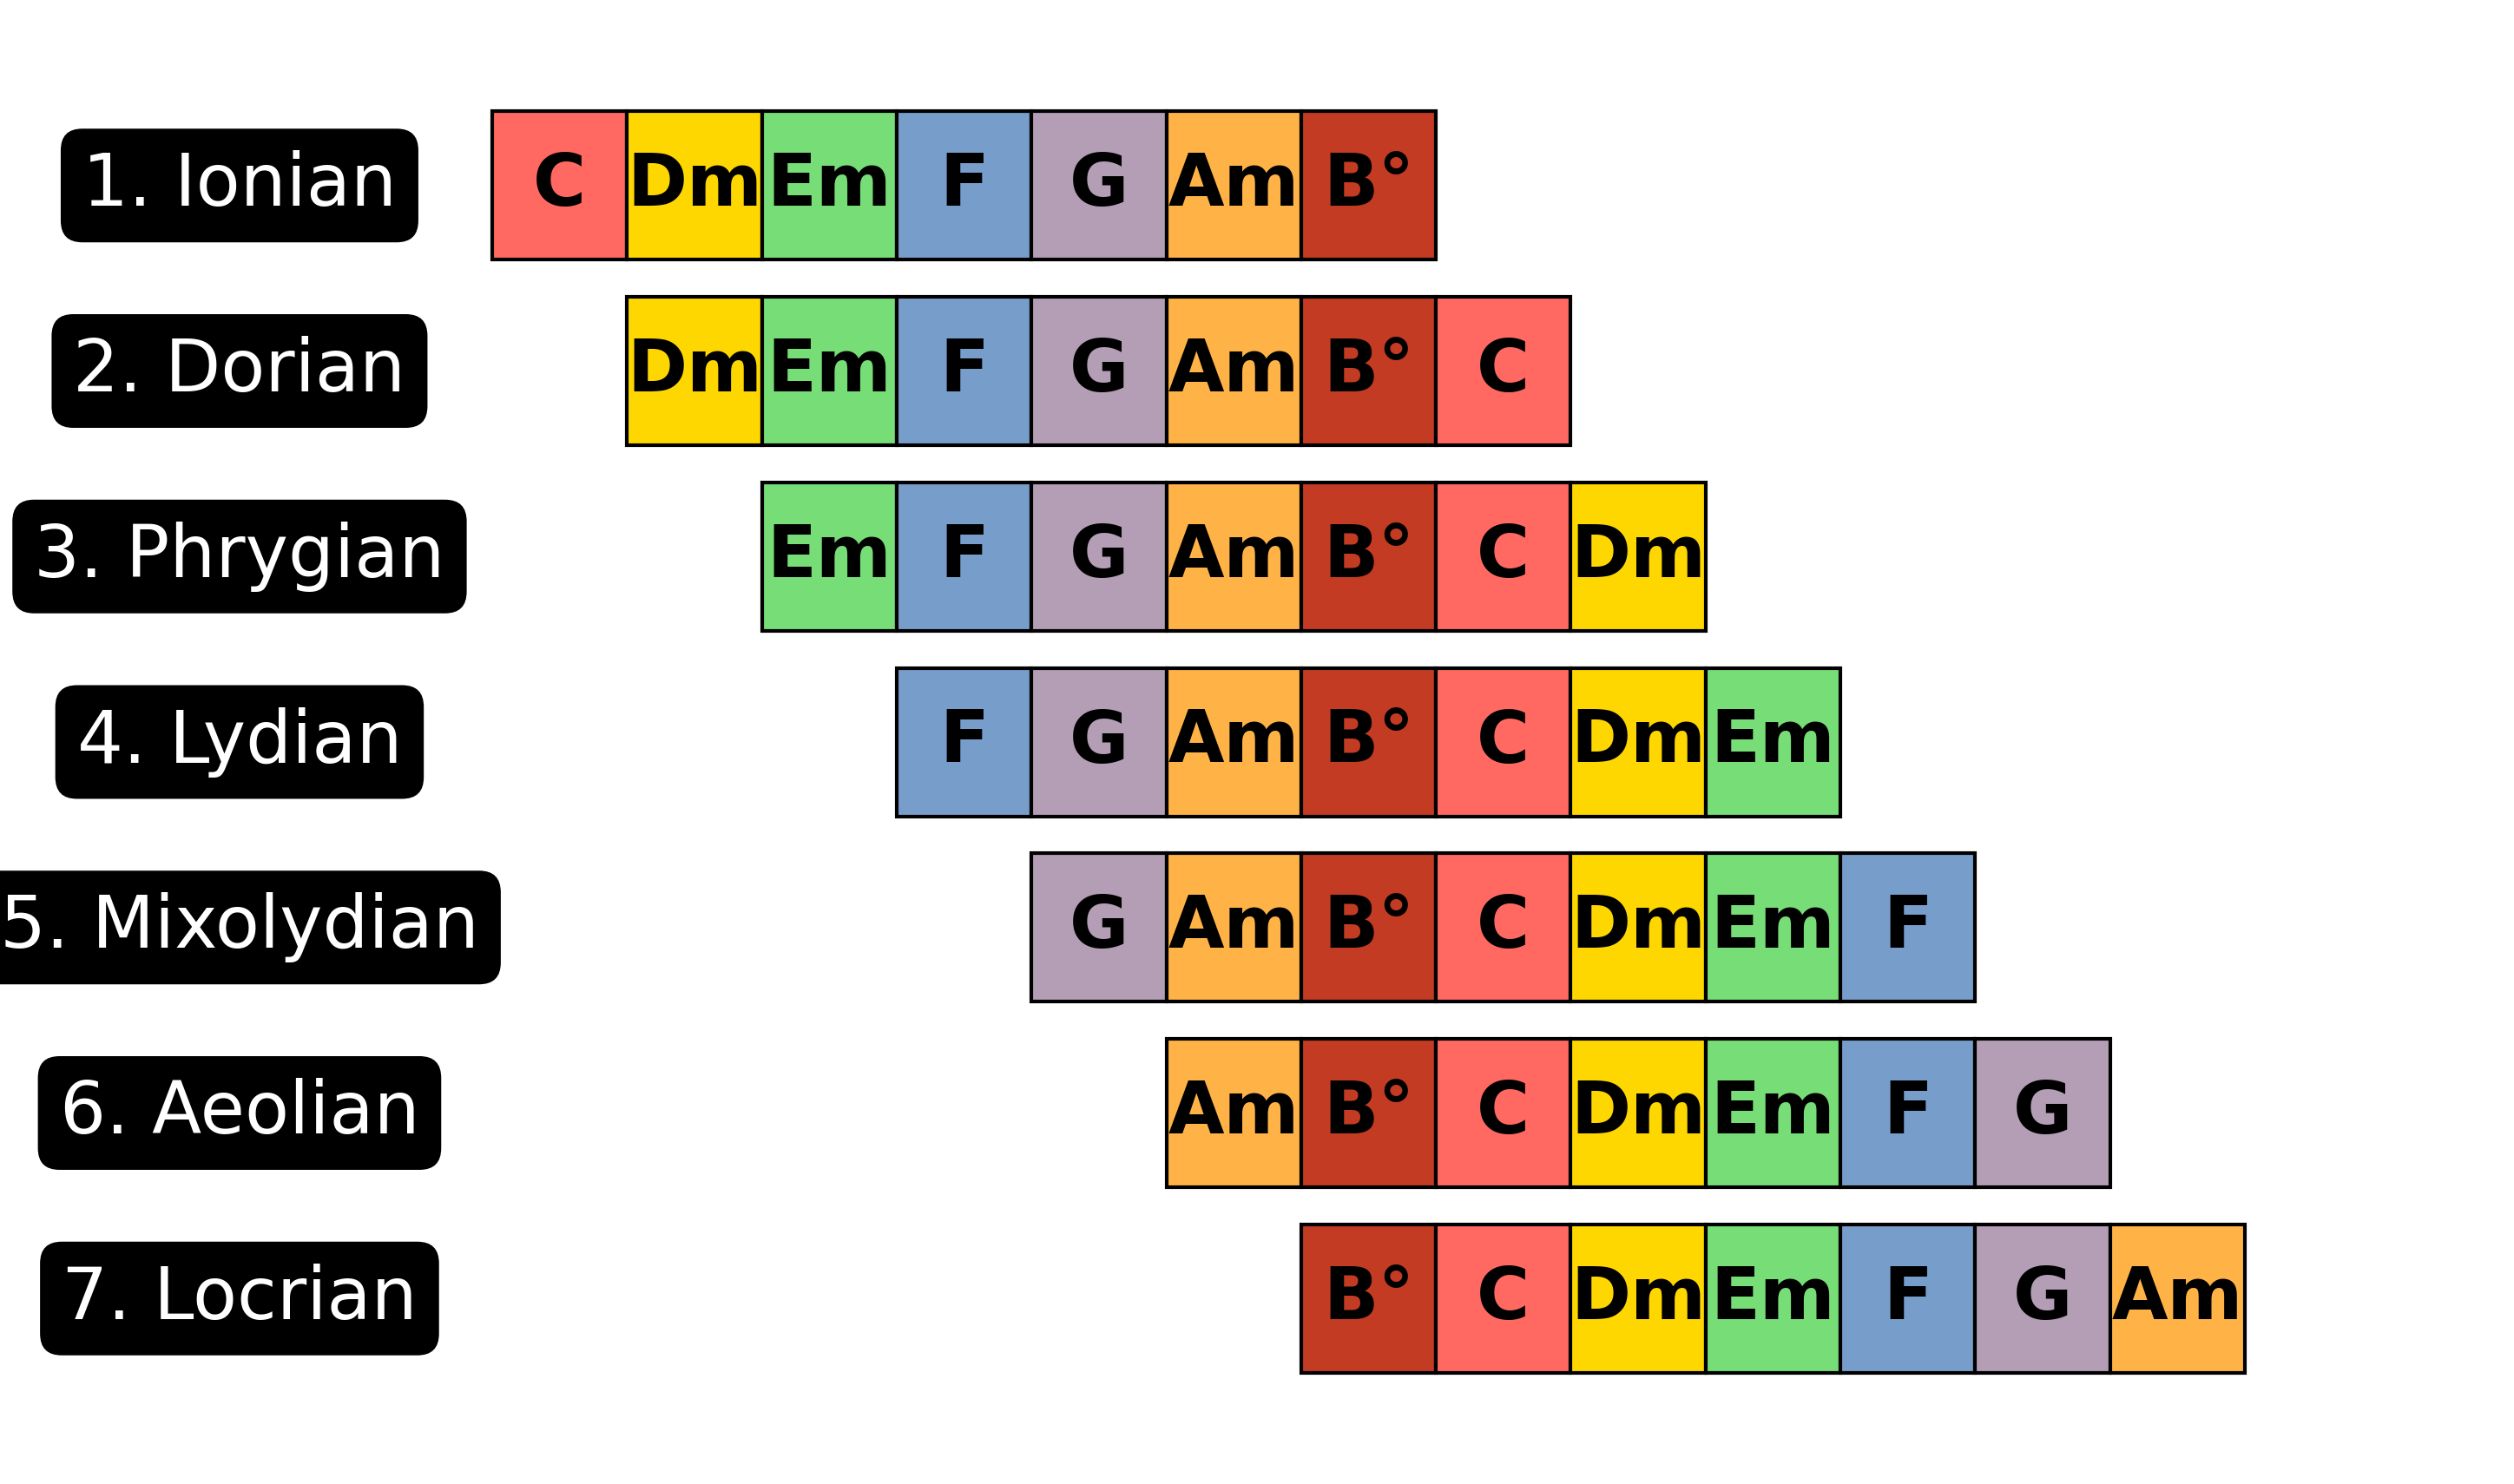 1. Ionian C Dm Em F G Am B°
2. Dorian Dm Em F G Am B° C
3. Phrygian Em F G Am B° C Dm
4. Lydian F G Am B° C Dm Em
5. Mixolydian G Am B° C Dm Em F
6. Aeolian Am B° C Dm Em F G
7. Locrian B° C Dm Em F G Am